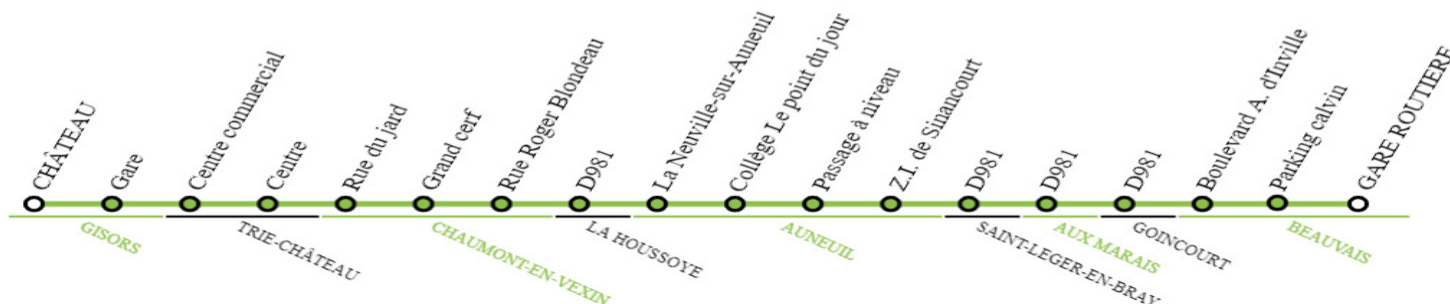 CHÂTEAU
Gare
Centre commercial
Centre
Rue du jard
Grand cerf
Rue Roger Blondeau
D981
La Neuville-sur-Auneuil
Collège Le point du jour
Passage à niveau
Z.I. de Sinancourt
D981
D981
D981
Boulevard A. d'Inville
Parking calvin
GARE ROUTIERE
GISORS
TRIE-CHÂTEAU
CHAUMONT-EN-VEXIN
LA HOUSSOYE
AUNEUIL
SAINT-LEGER-EN-BRAY
AUX MARAIS
GOINCOURT
BEAUVAIS